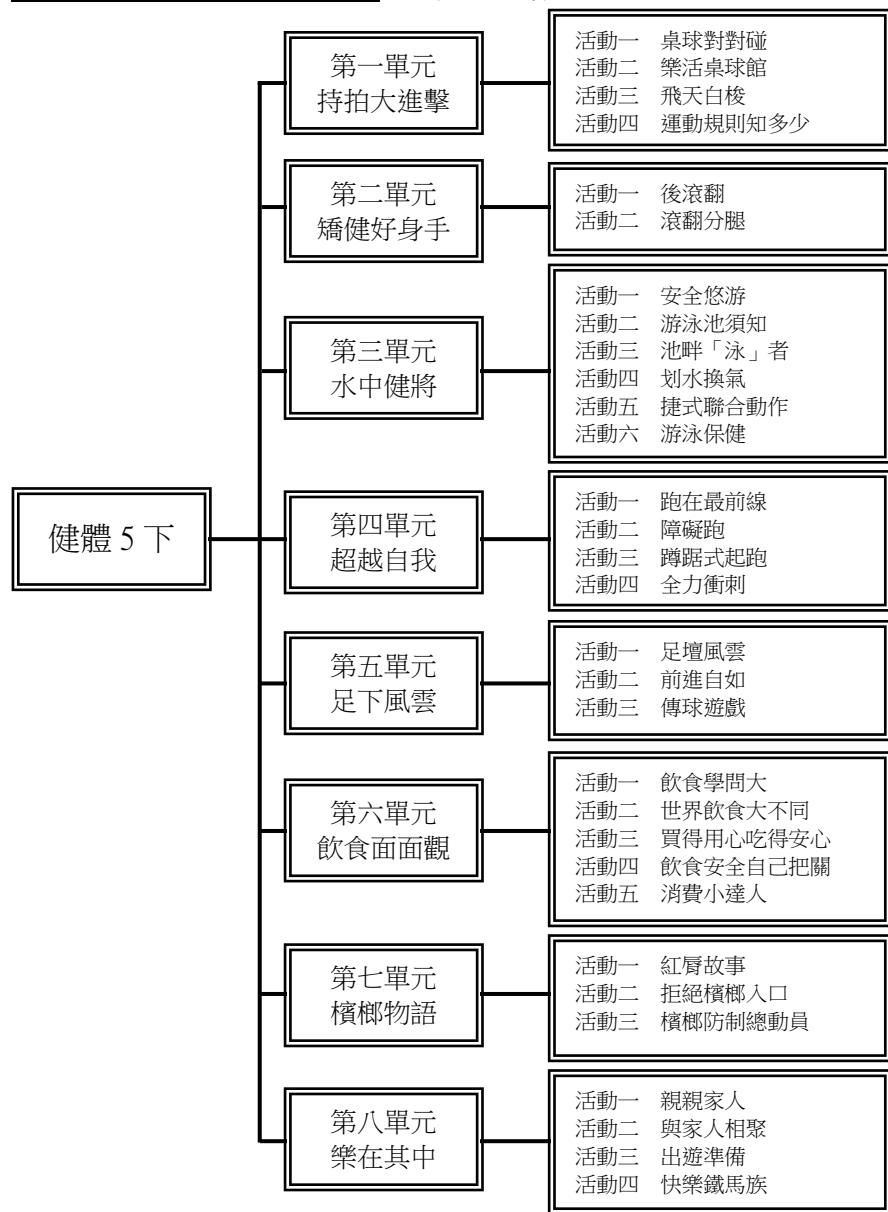 健體 5 下
第一單元
持拍大進擊
活動一 桌球對對碰
活動二 樂活桌球館
活動三 飛天白梭
活動四 運動規則知多少
第二單元
矯健好身手
活動一 後滾翻
活動二 滾翻分腿
第三單元
水中健將
活動一 安全悠游
活動二 游泳池須知
活動三 池畔「泳」者
活動四 划水換氣
活動五 捷式聯合動作
活動六 游泳保健
第四單元
超越自我
活動一 跑在最前線
活動二 障礙跑
活動三 蹲踞式起跑
活動四 全力衝刺
第五單元
足下風雲
活動一 足壇風雲
活動二 前進自如
活動三 傳球遊戲
第六單元
飲食面面觀
活動一 飲食學問大
活動二 世界飲食大不同
活動三 買得用心吃得安心
活動四 飲食安全自己把關
活動五 消費小達人
第七單元
檳榔物語
活動一 紅脣故事
活動二 拒絕檳榔入口
活動三 檳榔防制總動員
第八單元
樂在其中
活動一 親親家人
活動二 與家人相聚
活動三 出遊準備
活動四 快樂鐵馬族